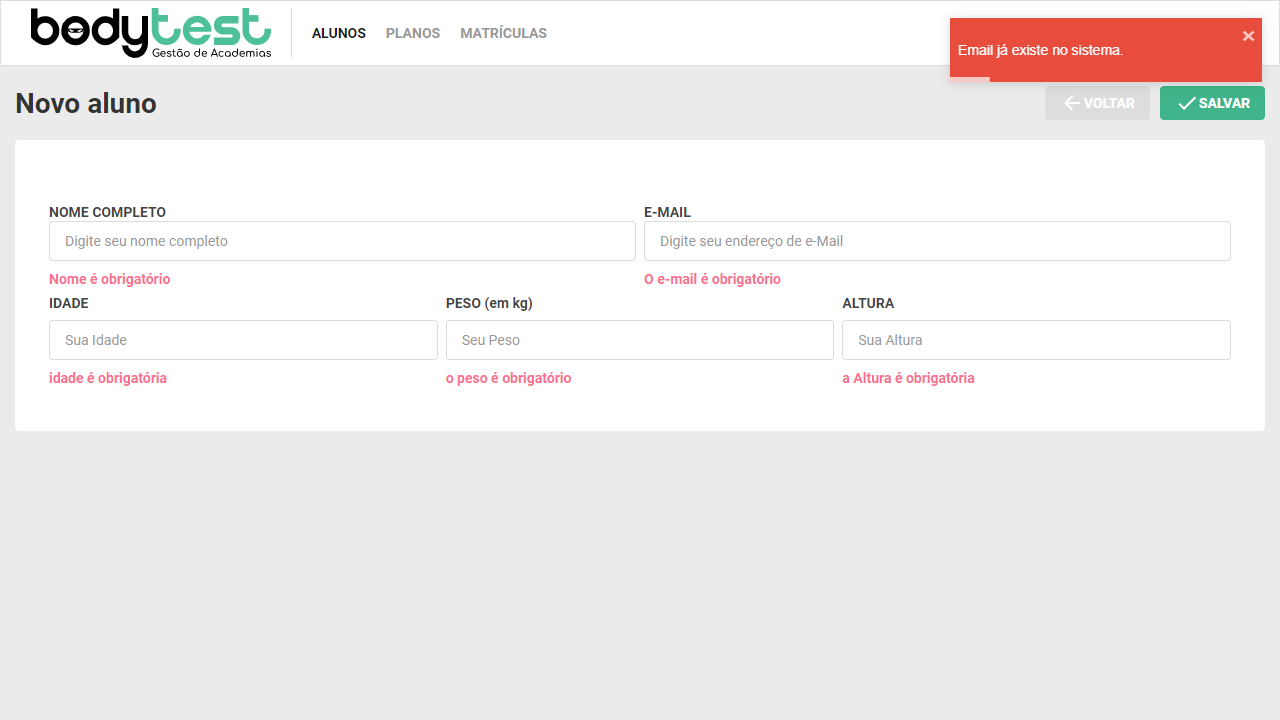 bodytest
Gestão de Academias
ALUNOS
PLANOS
MATRÍCULAS
Email já existe no sistema.
Novo aluno
VOLTAR
SALVAR
NOME COMPLETO
E-MAIL
Digite seu nome completo
Digite seu endereço de e-Mail
Nome é obrigatório
O e-mail é obrigatório
IDADE
PESO (em kg)
ALTURA
Sua Idade
Seu Peso
Sua Altura
idade é obrigatória
o peso é obrigatório
a Altura é obrigatória